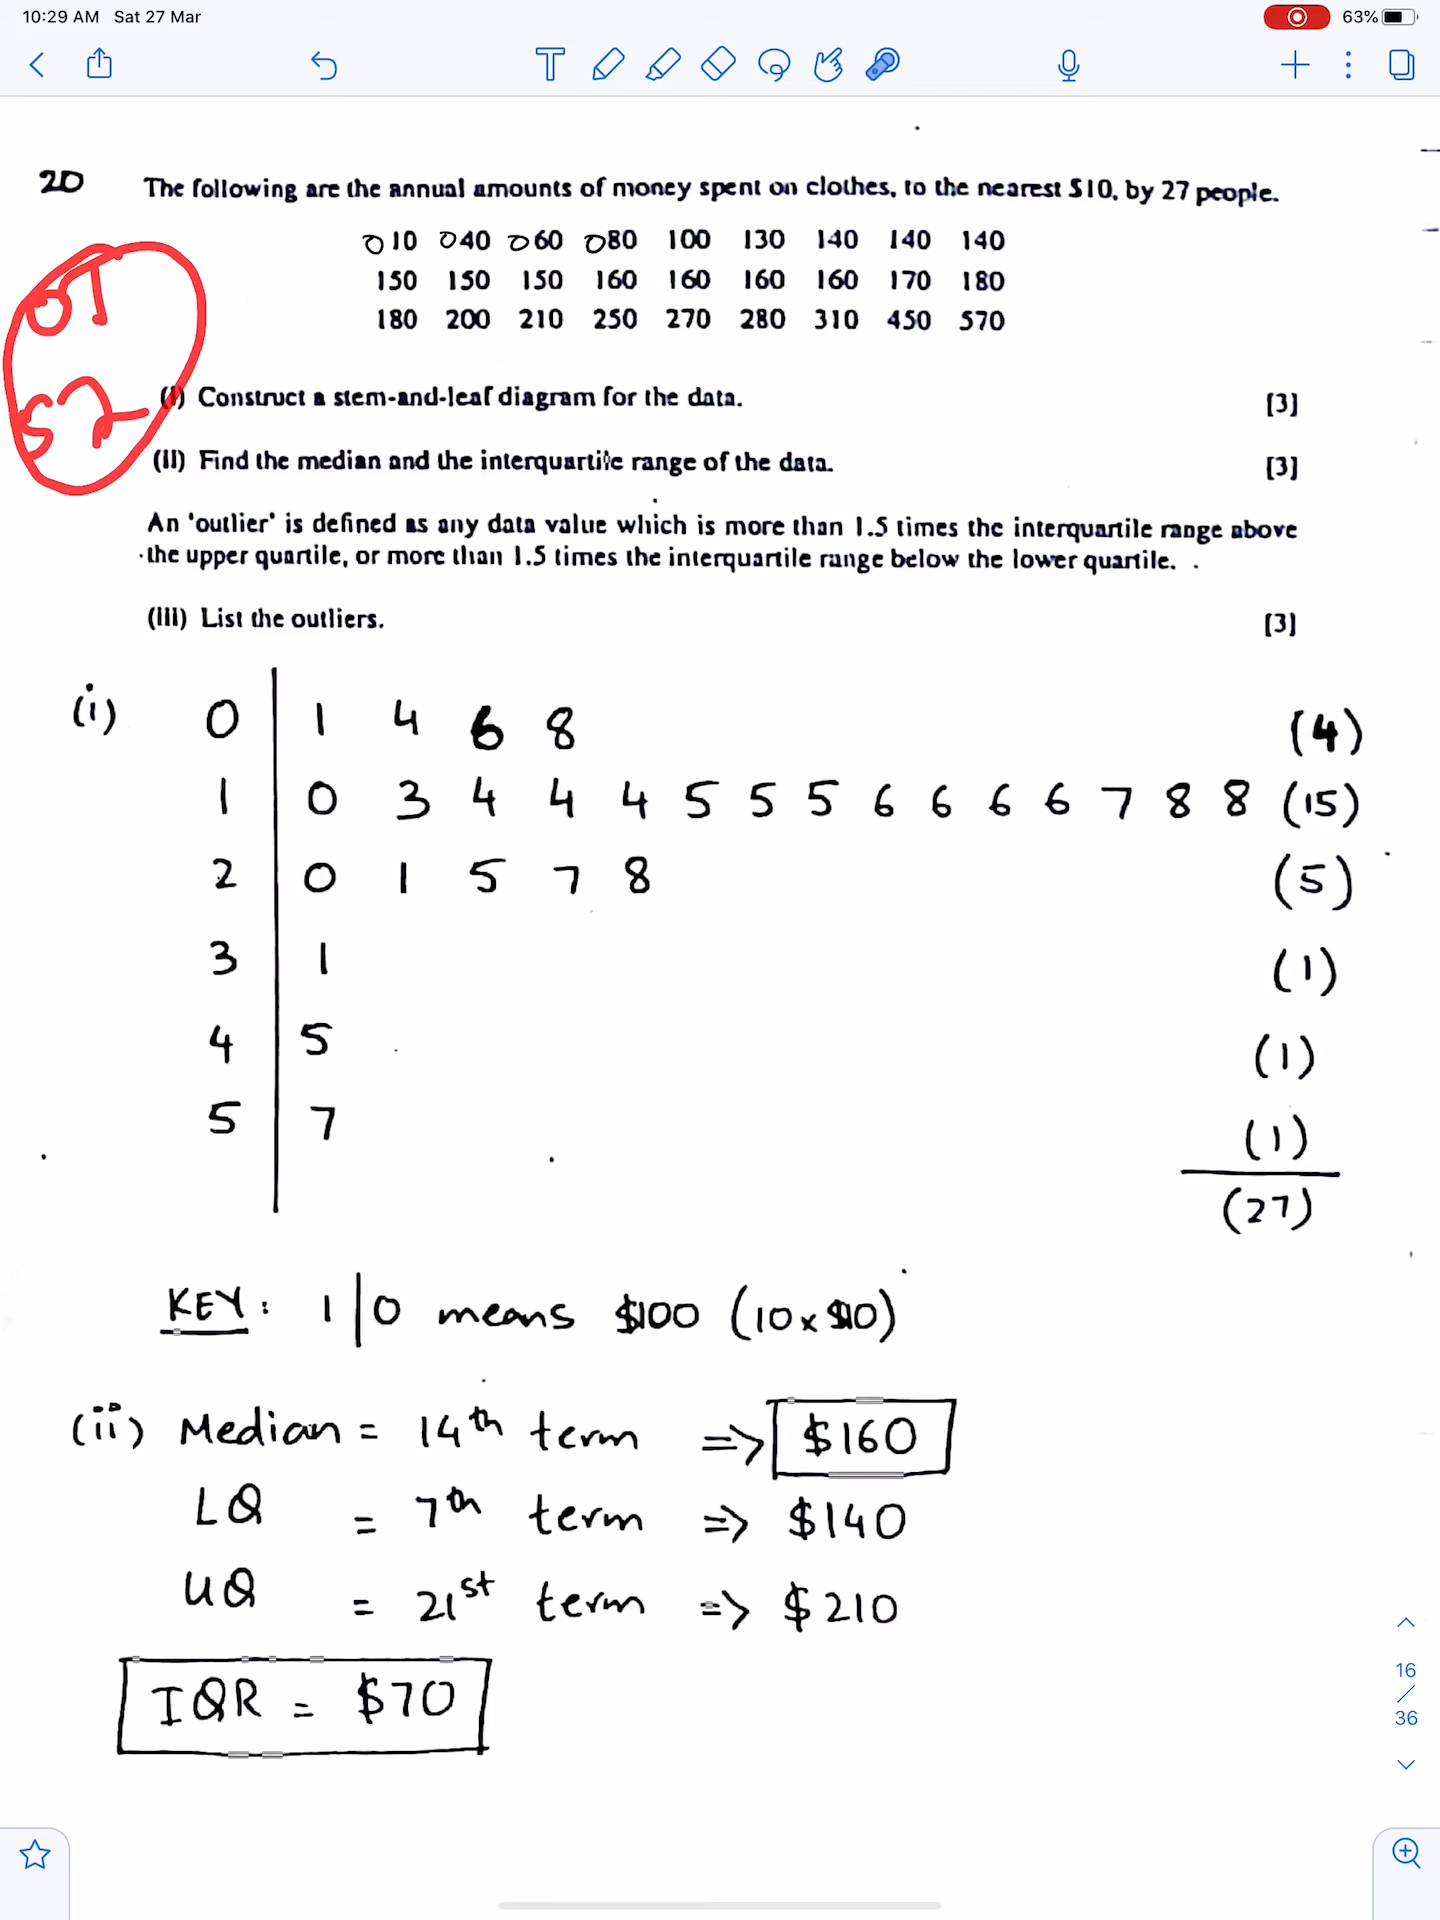 10:29 AM Sat 27 Mar
63%
20 The following are the annual amounts of money spent on clothes, to the nearest $10, by 27 people.
010 040 060 080 100 130 140 140 140
150 150 150 160 160 160 160 170 180
180 200 210 250 270 280 310 450 570
(i) Construct a stem-and-leaf diagram for the data. [3]
(ii) Find the median and the interquartile range of the data. [3]
An 'outlier' is defined as any data value which is more than 1.5 times the interquartile range above
the upper quartile, or more than 1.5 times the interquartile range below the lower quartile.
(iii) List the outliers. [3]
(i) 0 | 1 4 6 8 (4)
1 | 0 3 4 4 4 5 5 5 6 6 6 6 7 8 8 (15)
2 | 0 1 5 7 8 (5)
3 | 1 (1)
4 | 5 (1)
5 | 7 (1)
(27)
KEY: 1 | 0 means $100 (10 x $10)
(ii) Median = 14th term => $160
LQ = 7th term => $140
UQ = 21st term => $210
IQR = $70
16
/
36